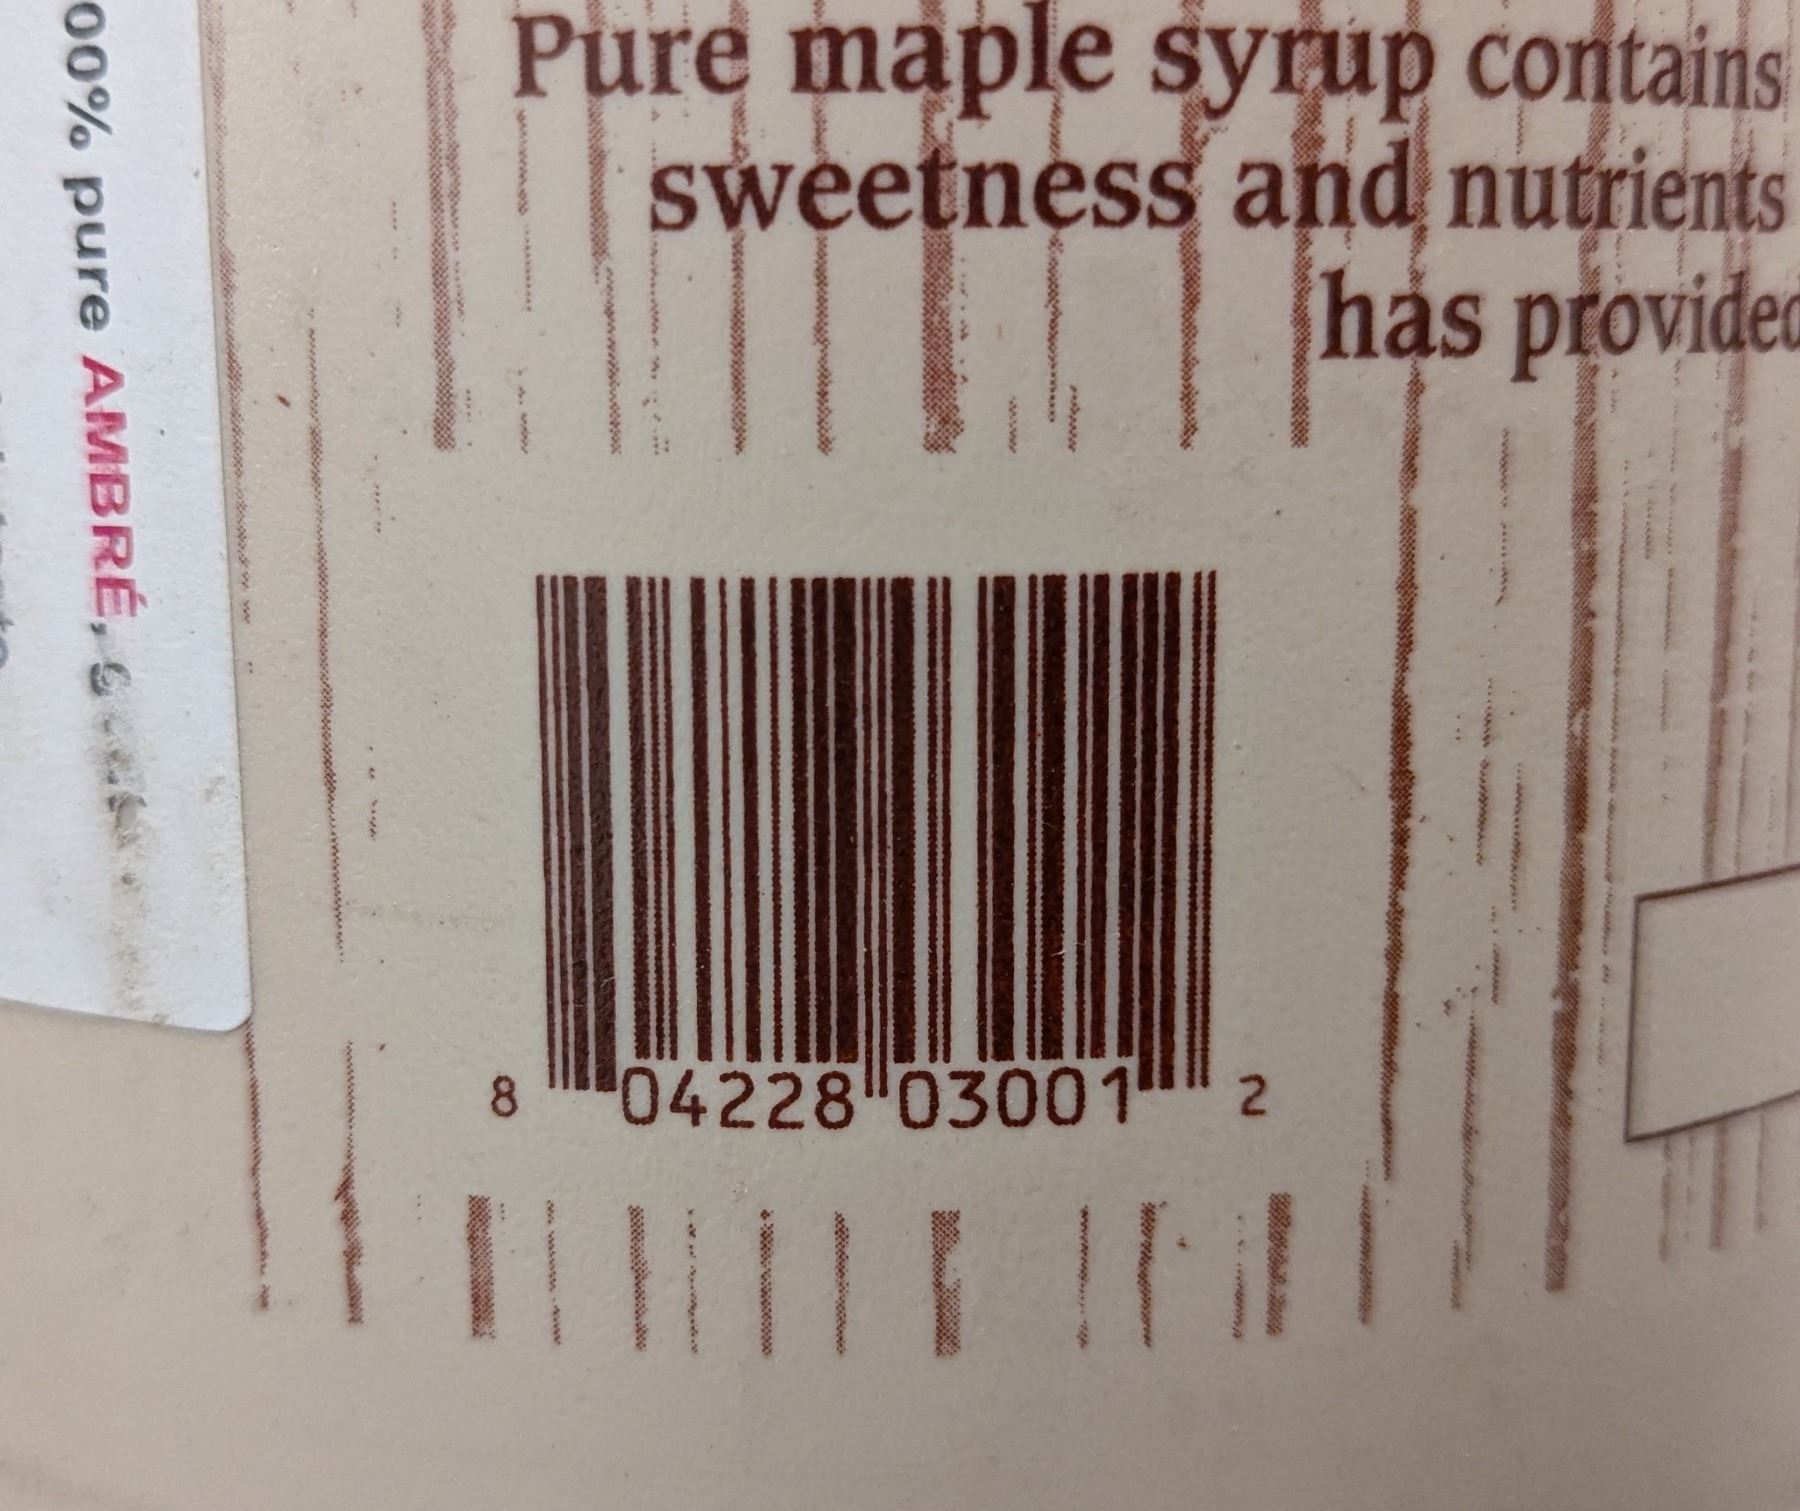 Pure maple syrup contains
sweetness and nutrients
has provided
00% pure AMBRÉ,
8 04228 03001 2